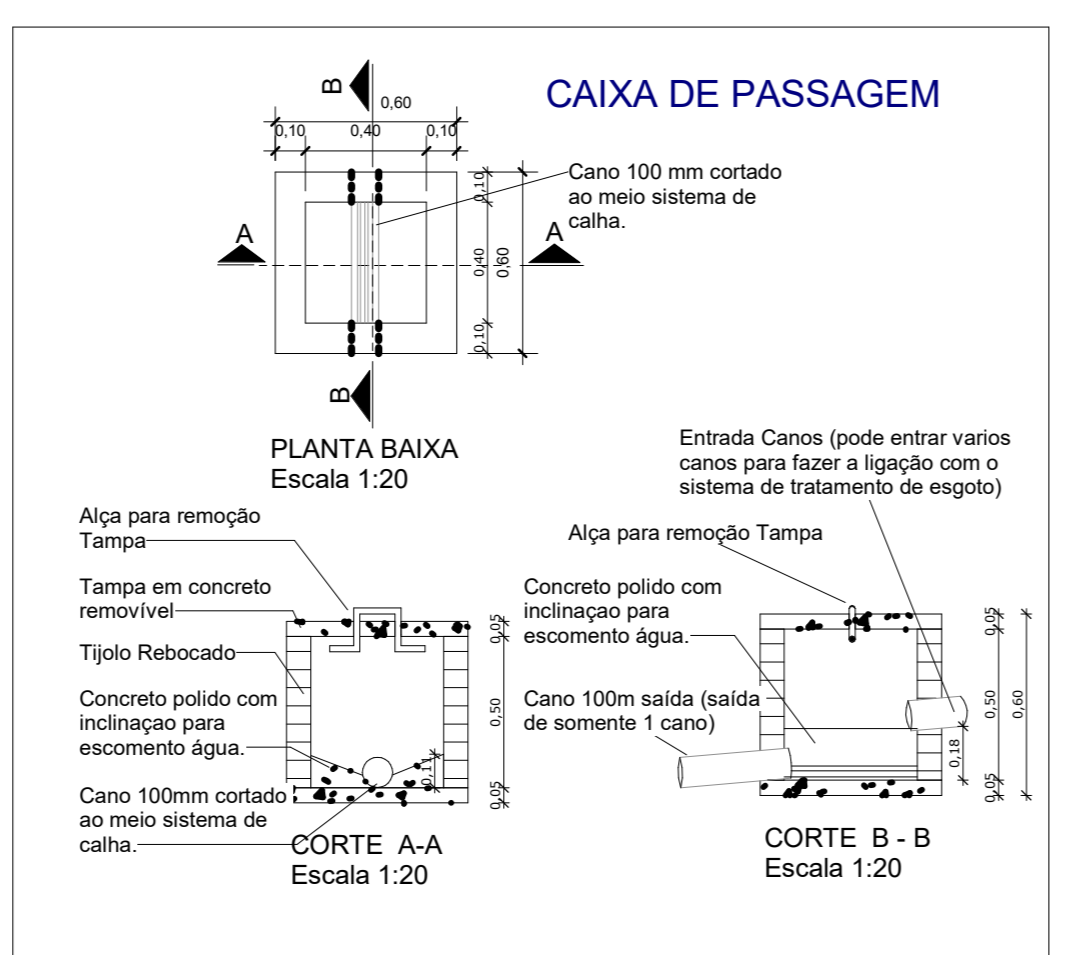 CAIXA DE PASSAGEM
B
0,60
0,10 0,40 0,10
Cano 100 mm cortado
ao meio sistema de
calha.
0,10
0,40
0,60
0,10
A
A
B
PLANTA BAIXA
Escala 1:20
Alça para remoção
Tampa
Tampa em concreto
removível
Tijolo Rebocado
Concreto polido com
inclinaçao para
escomento água.
Cano 100mm cortado
ao meio sistema de
calha.
0,05
0,50
0,11
0,05
CORTE A-A
Escala 1:20
Entrada Canos (pode entrar varios
canos para fazer a ligação com o
sistema de tratamento de esgoto)
Alça para remoção Tampa
Concreto polido com
inclinaçao para
escomento água.
Cano 100m saída (saída
de somente 1 cano)
0,05
0,50
0,60
0,18
0,05
CORTE B - B
Escala 1:20